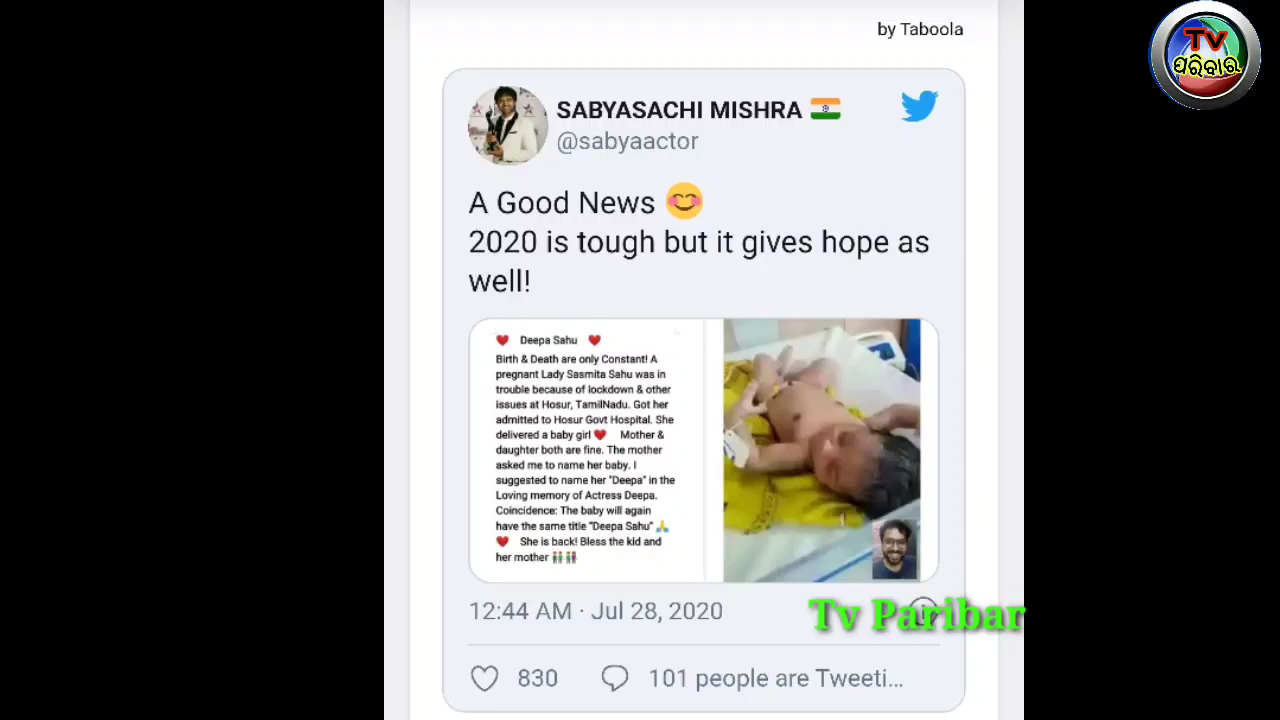 by Taboola
Tv
ପରିବାର
SABYASACHI MISHRA 🇮🇳
@sabyaactor
A Good News 😊
2020 is tough but it gives hope as
well!
❤️ Deepa Sahu ❤️
Birth & Death are only Constant! A
pregnant Lady Sasmita Sahu was in
trouble because of lockdown & other
issues at Hosur, TamilNadu. Got her
admitted to Hosur Govt Hospital. She
delivered a baby girl ❤️ Mother &
daughter both are fine. The mother
asked me to name her baby. I
suggested to name her "Deepa" in the
Loving memory of Actress Deepa.
Coincidence: The baby will again
have the same title "Deepa Sahu" 🙏
❤️ She is back! Bless the kid and
her mother 👫👫
12:44 AM · Jul 28, 2020
Tv Paribar
830
101 people are Tweeti...